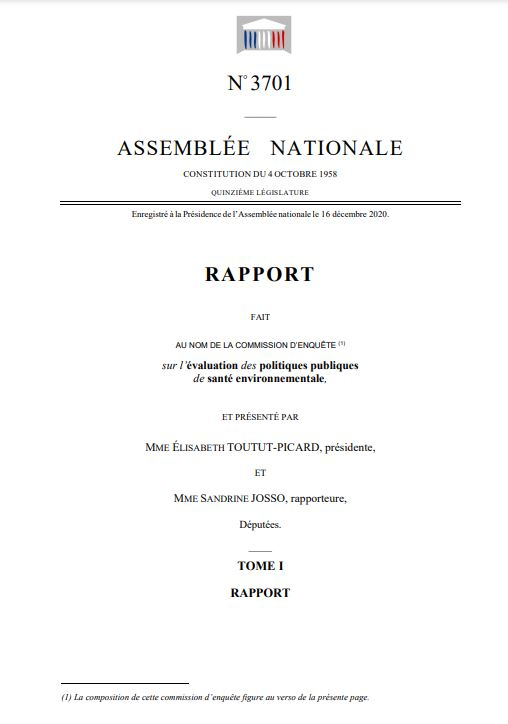 N° 3701
ASSEMBLÉE NATIONALE
CONSTITUTION DU 4 OCTOBRE 1958
QUINZIÈME LÉGISLATURE
Enregistré à la Présidence de l'Assemblée nationale le 16 décembre 2020.
RAPPORT
FAIT
AU NOM DE LA COMMISSION D'ENQUÊTE (1)
sur l'évaluation des politiques publiques
de santé environnementale,
ET PRÉSENTÉ PAR
MME ÉLISABETH TOUTUT-PICARD, présidente,
ET
MME SANDRINE JOSSO, rapporteure,
Députées.
TOME I
RAPPORT
(1) La composition de cette commission d'enquête figure au verso de la présente page.